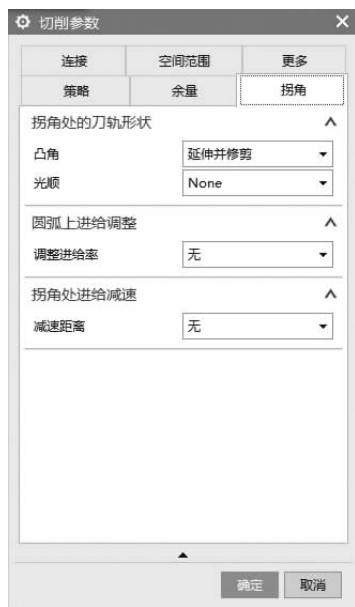 切削参数
连接 空间范围 更多
策略 余量 拐角
拐角处的刀轨形状
凸角 延伸并修剪
光顺 None
圆弧上进给调整
调整进给率 无
拐角处进给减速
减速距离 无
确定 取消